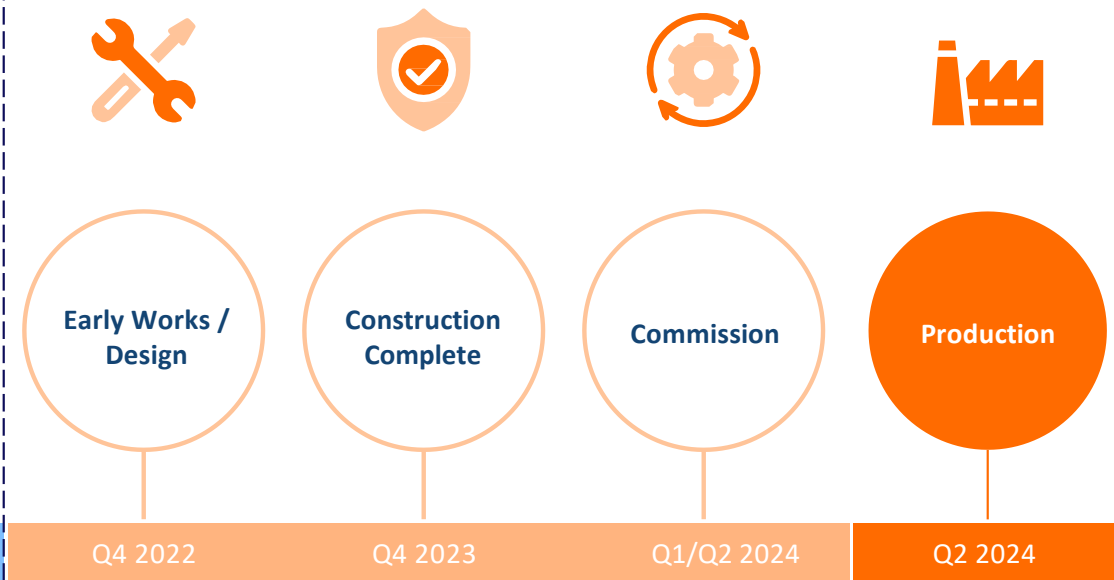 Early Works /
Design
Construction
Complete
Commission
Production
Q4 2022
Q4 2023
Q1/Q2 2024
Q2 2024